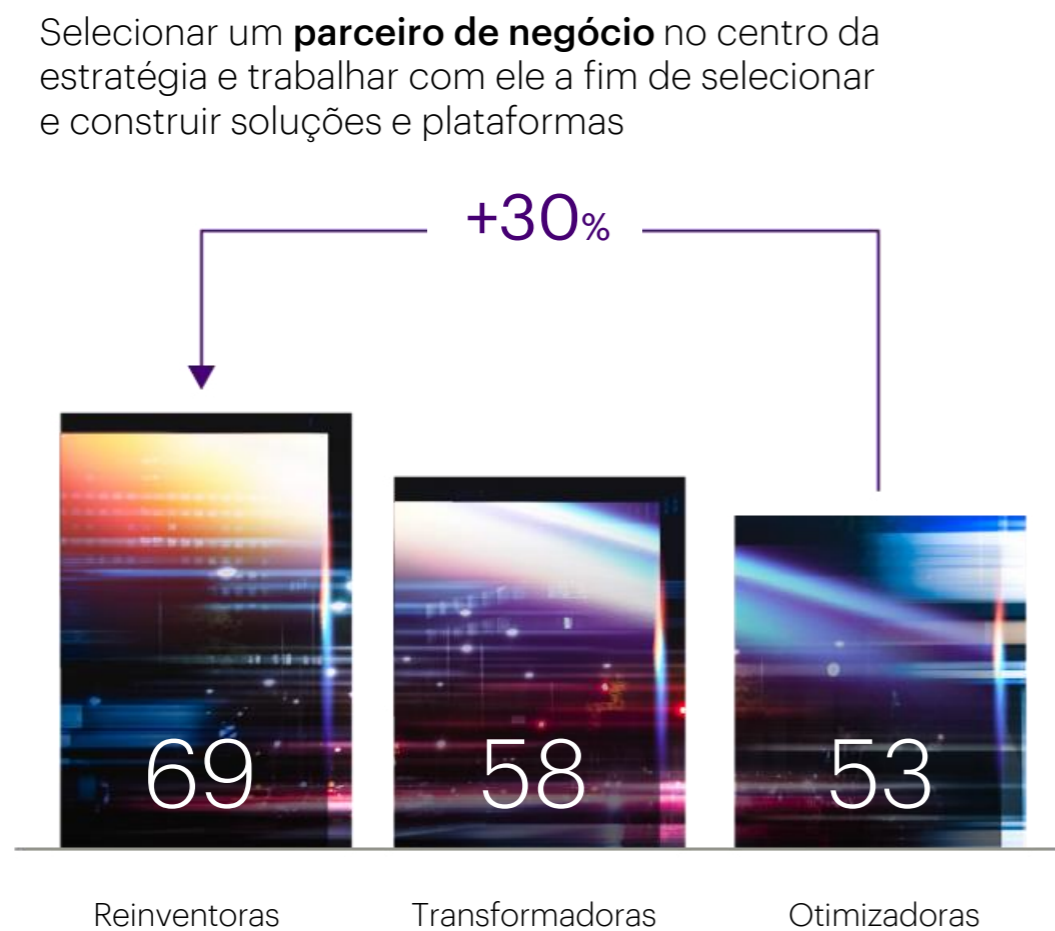 Selecionar um parceiro de negócio no centro da
estratégia e trabalhar com ele a fim de selecionar
e construir soluções e plataformas
+30%
69
58
53
Reinventoras
Transformadoras
Otimizadoras